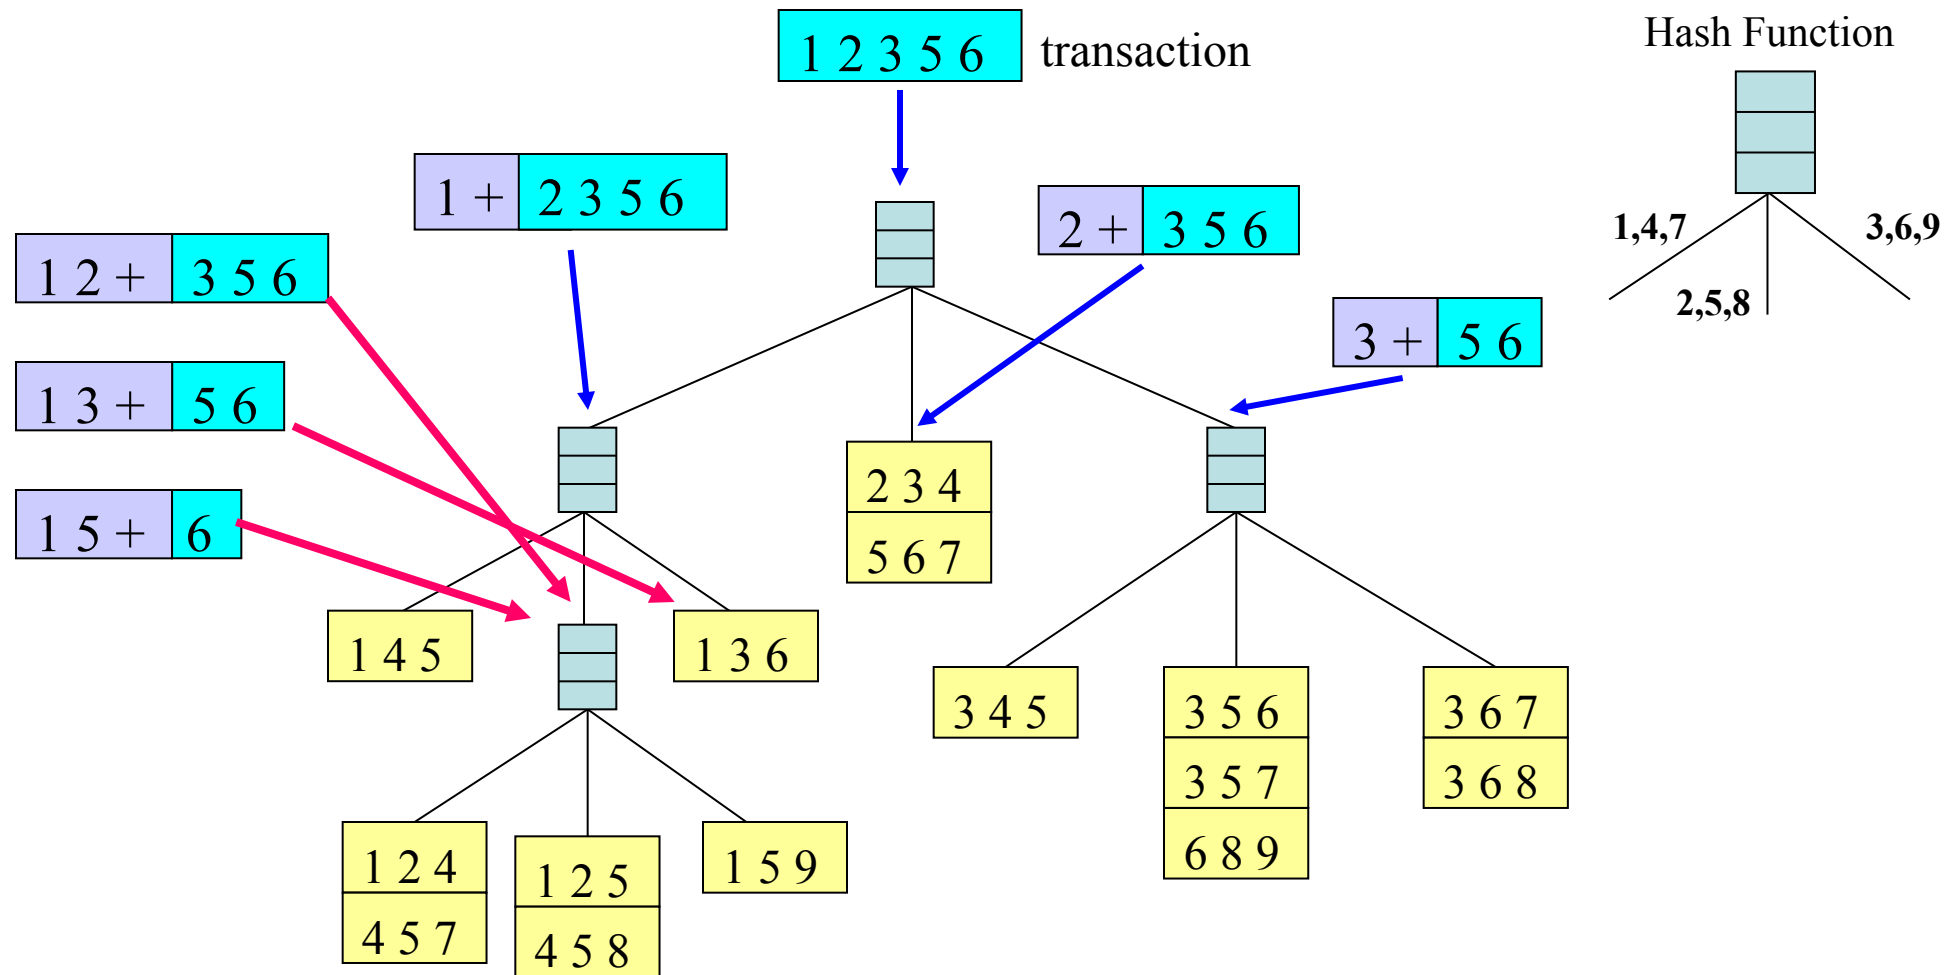 1 2 3 5 6 transaction
Hash Function
1 + 2 3 5 6
2 + 3 5 6
1,4,7
3,6,9
2,5,8
1 2 + 3 5 6
3 + 5 6
1 3 + 5 6
1 5 + 6
2 3 4
5 6 7
1 4 5
1 3 6
3 4 5
3 5 6
3 5 7
6 8 9
3 6 7
3 6 8
1 2 4
4 5 7
1 2 5
4 5 8
1 5 9